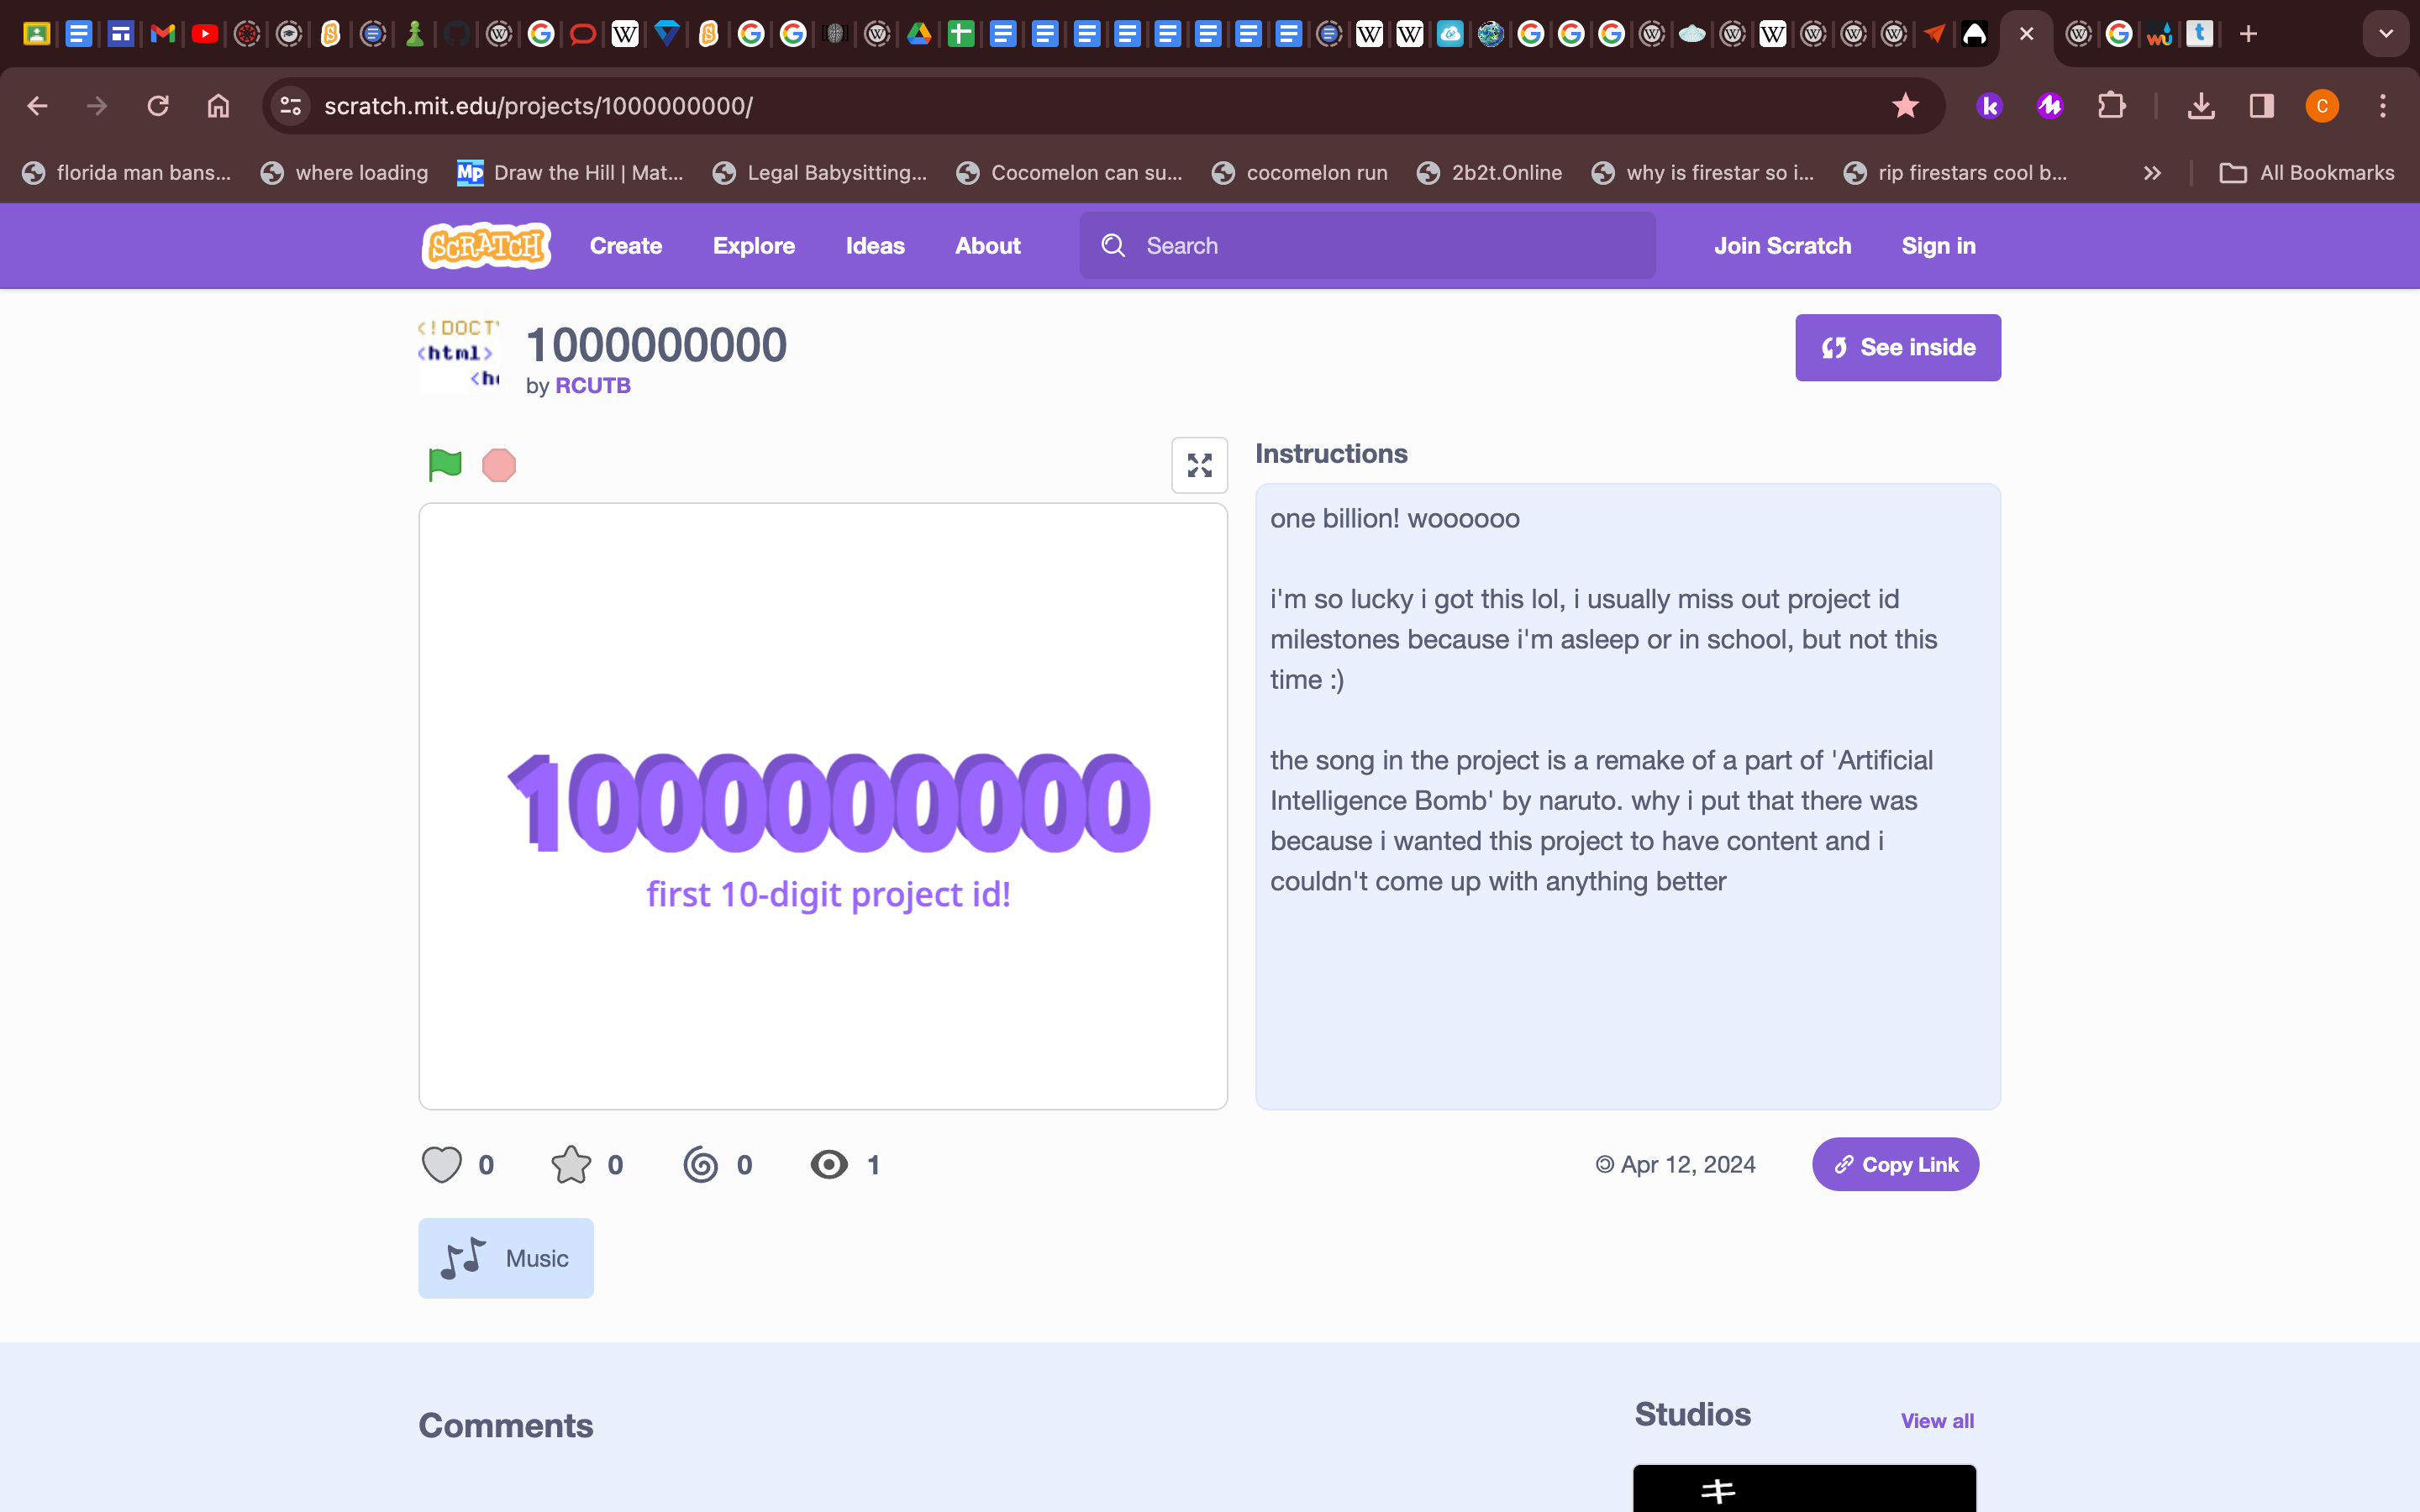 scratch.mit.edu/projects/1000000000/
C
florida man bans...
where loading
Mp Draw the Hill | Mat...
Legal Babysitting...
Cocomelon can su...
cocomelon run
2b2t.Online
why is firestar so i...
rip firestars cool b...
All Bookmarks
SCRATCH
Create
Explore
Ideas
About
Search
Join Scratch
Sign in
<!DOCT
<html>
<h
1000000000
by RCUTB
See inside
Instructions
one billion! woooooo
i'm so lucky i got this lol, i usually miss out project id
milestones because i'm asleep or in school, but not this
time :)
the song in the project is a remake of a part of 'Artificial
Intelligence Bomb' by naruto. why i put that there was
because i wanted this project to have content and i
couldn't come up with anything better
1000000000
first 10-digit project id!
0
0
0
1
Apr 12, 2024
Copy Link
Music
Comments
Studios
View all